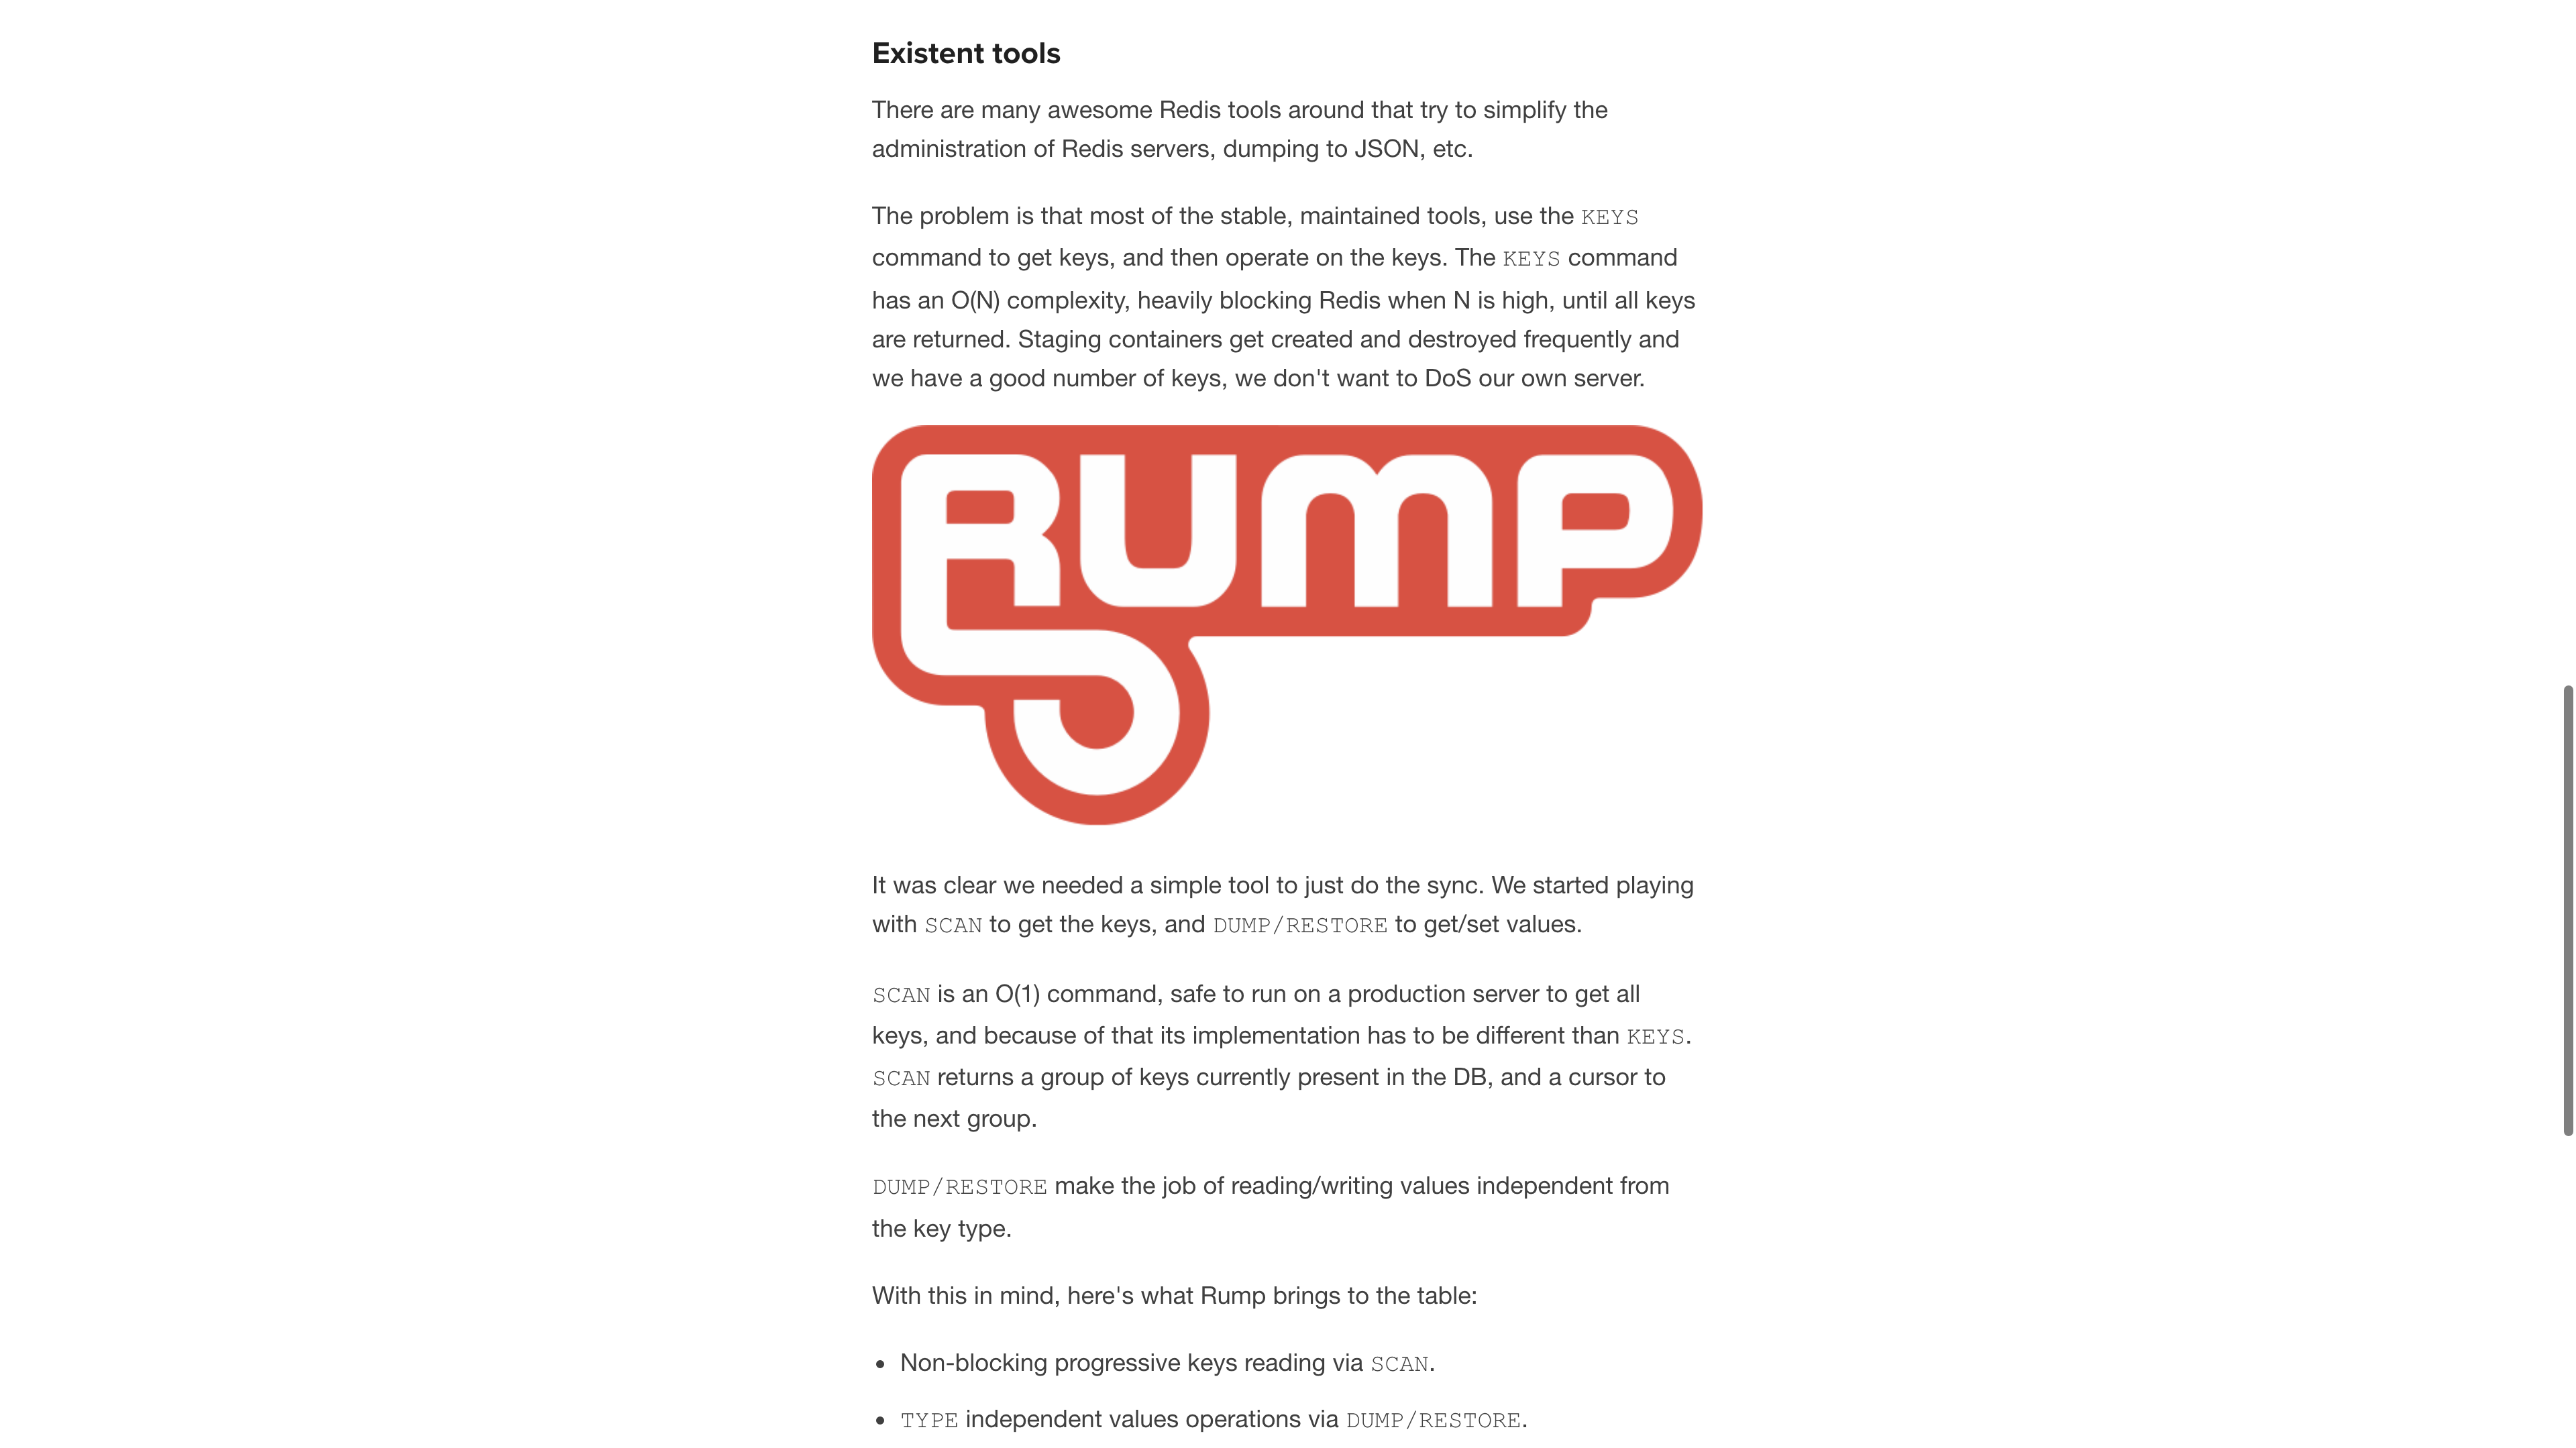 Existent tools
There are many awesome Redis tools around that try to simplify the
administration of Redis servers, dumping to JSON, etc.
The problem is that most of the stable, maintained tools, use the KEYS
command to get keys, and then operate on the keys. The KEYS command
has an O(N) complexity, heavily blocking Redis when N is high, until all keys
are returned. Staging containers get created and destroyed frequently and
we have a good number of keys, we don't want to DoS our own server.
RUMP
It was clear we needed a simple tool to just do the sync. We started playing
with SCAN to get the keys, and DUMP/RESTORE to get/set values.
SCAN is an O(1) command, safe to run on a production server to get all
keys, and because of that its implementation has to be different than KEYS.
SCAN returns a group of keys currently present in the DB, and a cursor to
the next group.
DUMP/RESTORE make the job of reading/writing values independent from
the key type.
With this in mind, here's what Rump brings to the table:
• Non-blocking progressive keys reading via SCAN.
• TYPE independent values operations via DUMP/RESTORE.